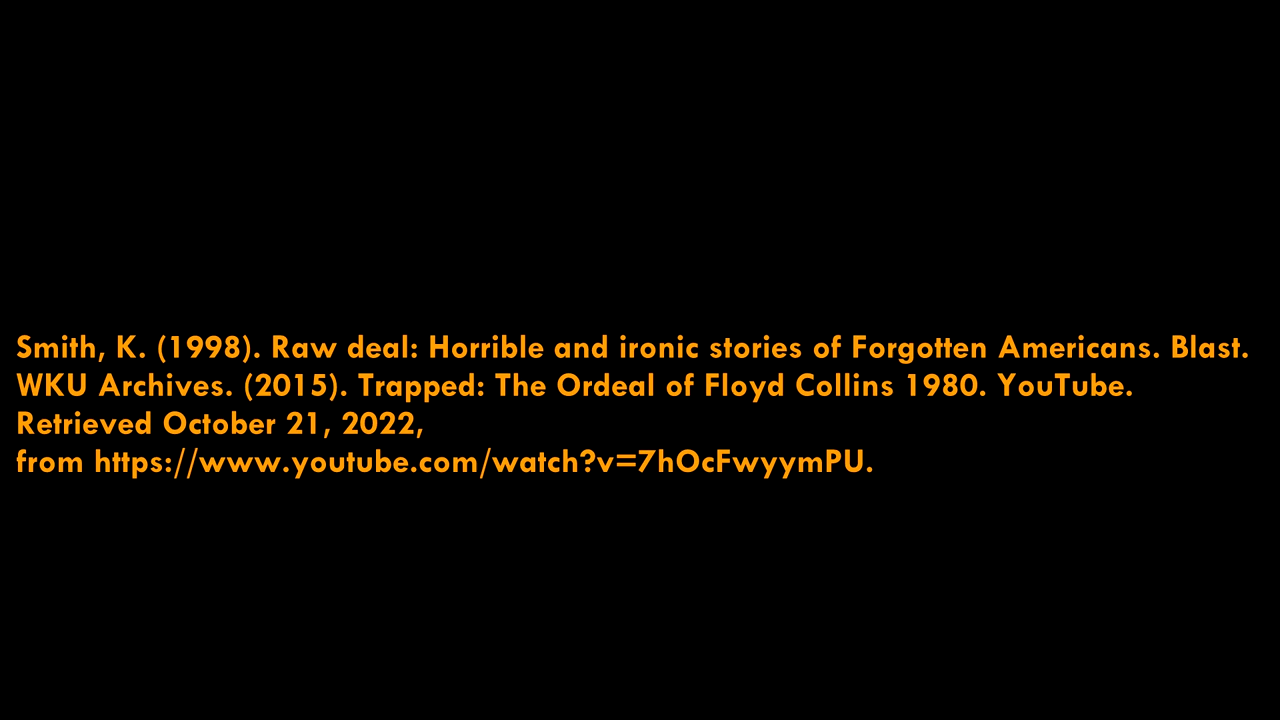 Smith, K. (1998). Raw deal: Horrible and ironic stories of Forgotten Americans. Blast.
WKU Archives. (2015). Trapped: The Ordeal of Floyd Collins 1980. YouTube.
Retrieved October 21, 2022,
from https://www.youtube.com/watch?v=7hOcFwyymPU.